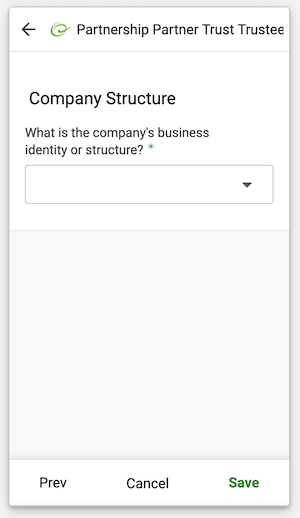 Partnership Partner Trust Trustee
Company Structure
What is the company's business
identity or structure? *
Prev Cancel Save